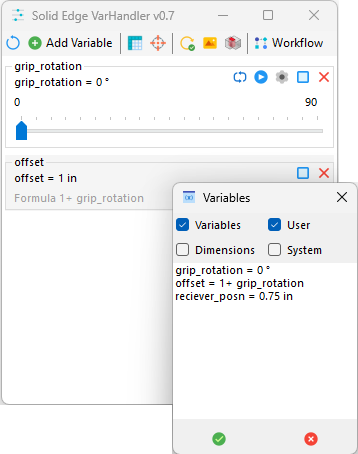 Solid Edge VarHandler v0.7
Add Variable
Workflow
grip_rotation
grip_rotation = 0 °
0 90
offset
offset = 1 in
Formula 1+ grip_rotation
Variables
Variables User
Dimensions System
grip_rotation = 0 °
offset = 1+ grip_rotation
reciever_posn = 0.75 in